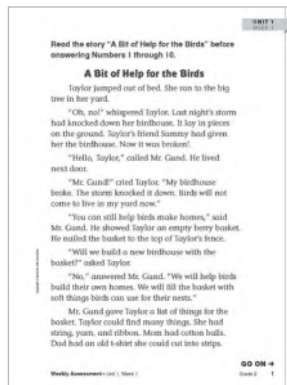 UNIT 1
WEEK 1
Read the story "A Bit of Help for the Birds" before
answering Numbers 1 through 10.
A Bit of Help for the Birds
Taylor jumped out of bed. She ran to the big
tree in her yard.
"Oh, no!" whispered Taylor. Last night's storm
had knocked down her birdhouse. It lay in pieces
on the ground. Taylor's friend Sammy had given
her the birdhouse. Now it was broken!
"Hello, Taylor," called Mr. Gund. He lived
next door.
"Mr. Gund!" cried Taylor. "My birdhouse
broke. The storm knocked it down. Birds will not
come to live in my yard now."
"You can still help birds make homes," said
Mr. Gund. He showed Taylor an empty berry basket.
He nailed the basket to the top of Taylor's fence.
"Will we build a new birdhouse with the
basket?" asked Taylor.
"No," answered Mr. Gund. "We will help birds
build their own homes. We will fill the basket with
soft things birds can use for their nests."
Mr. Gund gave Taylor a list of things for the
basket. Taylor could find many things. She had
string, yarn, and ribbon. Mom had cotton balls.
Dad had an old t-shirt she could cut into strips.
GO ON →
Weekly Assessment • Unit 1, Week 1
Grade 2 1